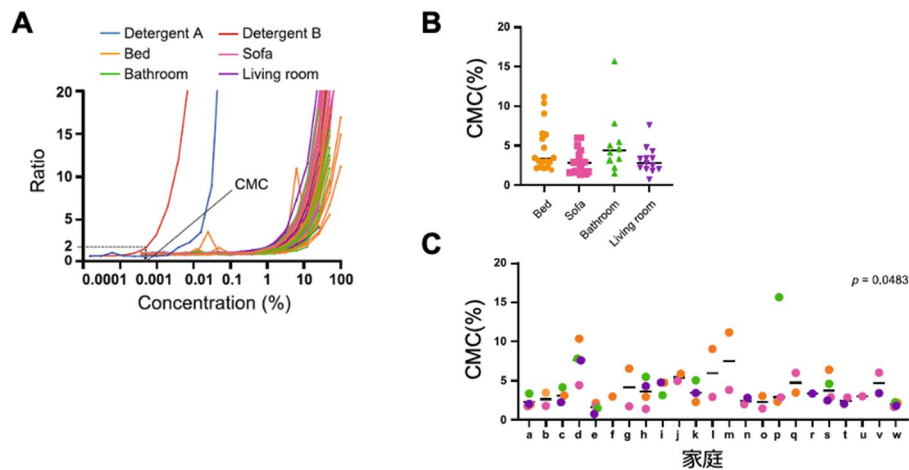 A
Detergent A
Detergent B
Bed
Sofa
Bathroom
Living room
Ratio
20
15
10
5
2
0
CMC
0.0001
0.001
0.01
0.1
1
10
100
Concentration (%)
B
CMC(%)
20
15
10
5
0
Bed
Sofa
Bathroom
Living room
C
p = 0.0483
CMC(%)
20
15
10
5
0
a b c d e f g h i j k l m n o p q r s t u v w
家庭